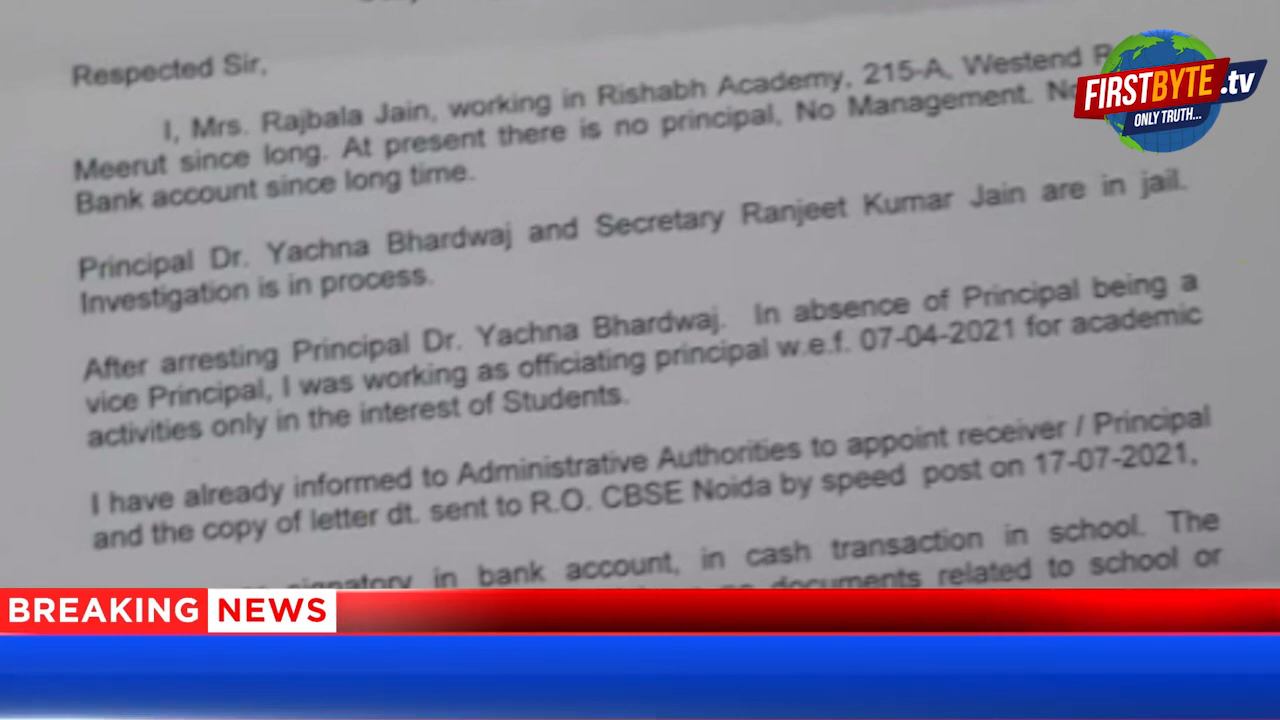 Respected Sir,
I, Mrs. Rajbala Jain, working in Rishabh Academy, 215-A, Westend
Meerut since long. At present there is no principal, No Management.
Bank account since long time.
Principal Dr. Yachna Bhardwaj and Secretary Ranjeet Kumar Jain are in jail.
Investigation is in process.
After arresting Principal Dr. Yachna Bhardwaj. In absence of Principal being a
vice Principal, I was working as officiating principal w.e.f. 07-04-2021 for academic
activities only in the interest of Students.
I have already informed to Administrative Authorities to appoint receiver / Principal
and the copy of letter dt. sent to R.O. CBSE Noida by speed post on 17-07-2021,
signatory in bank account, in cash transaction in school. The
documents related to school or
FIRSTBYTE.tv
ONLY TRUTH...
BREAKING NEWS